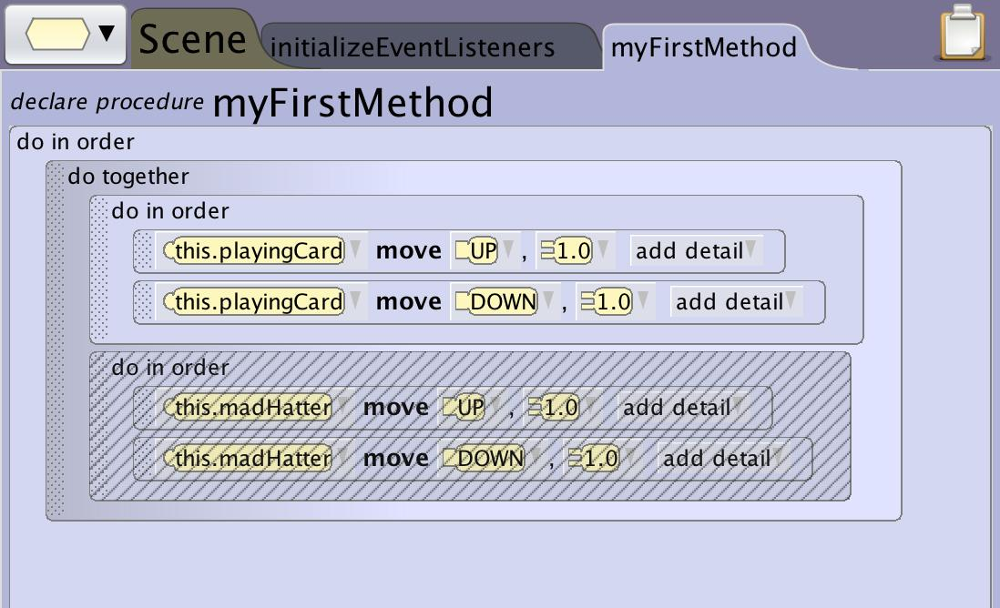 Scene initializeEventListeners myFirstMethod
declare procedure myFirstMethod
do in order
do together
do in order
this.playingCard move UP , 1.0 add detail
this.playingCard move DOWN , 1.0 add detail
do in order
this.madHatter move UP , 1.0 add detail
this.madHatter move DOWN , 1.0 add detail